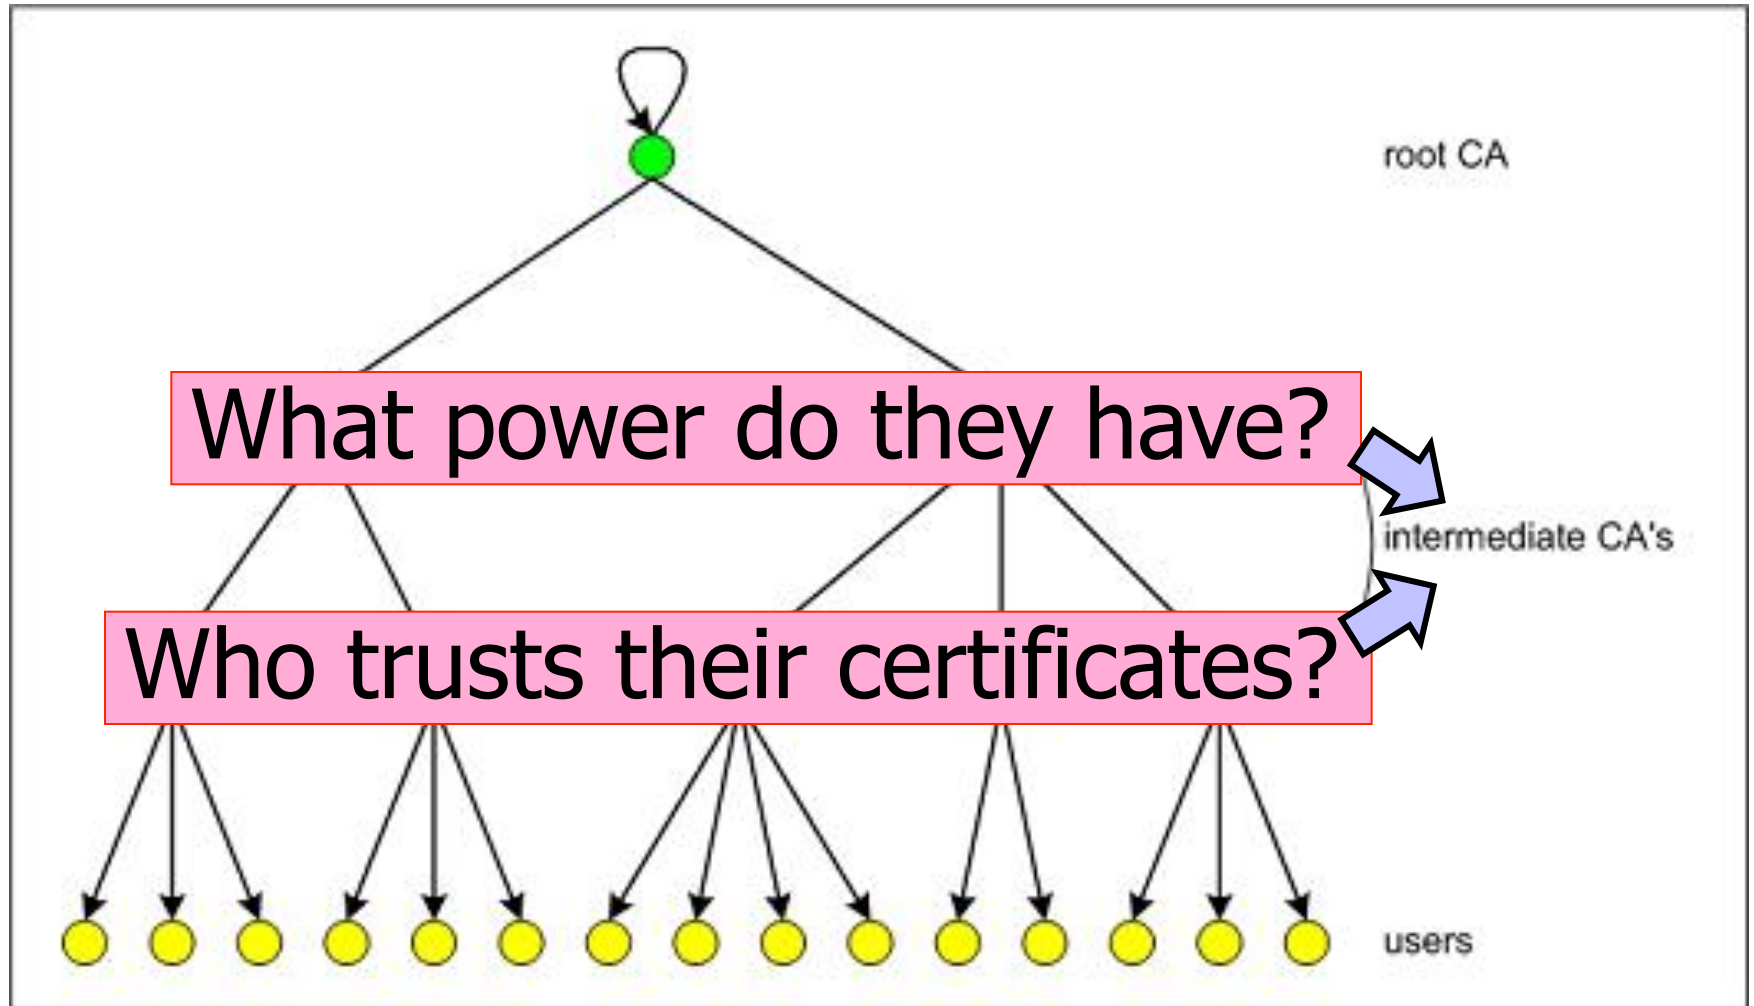 root CA
What power do they have?
intermediate CA's
Who trusts their certificates?
users